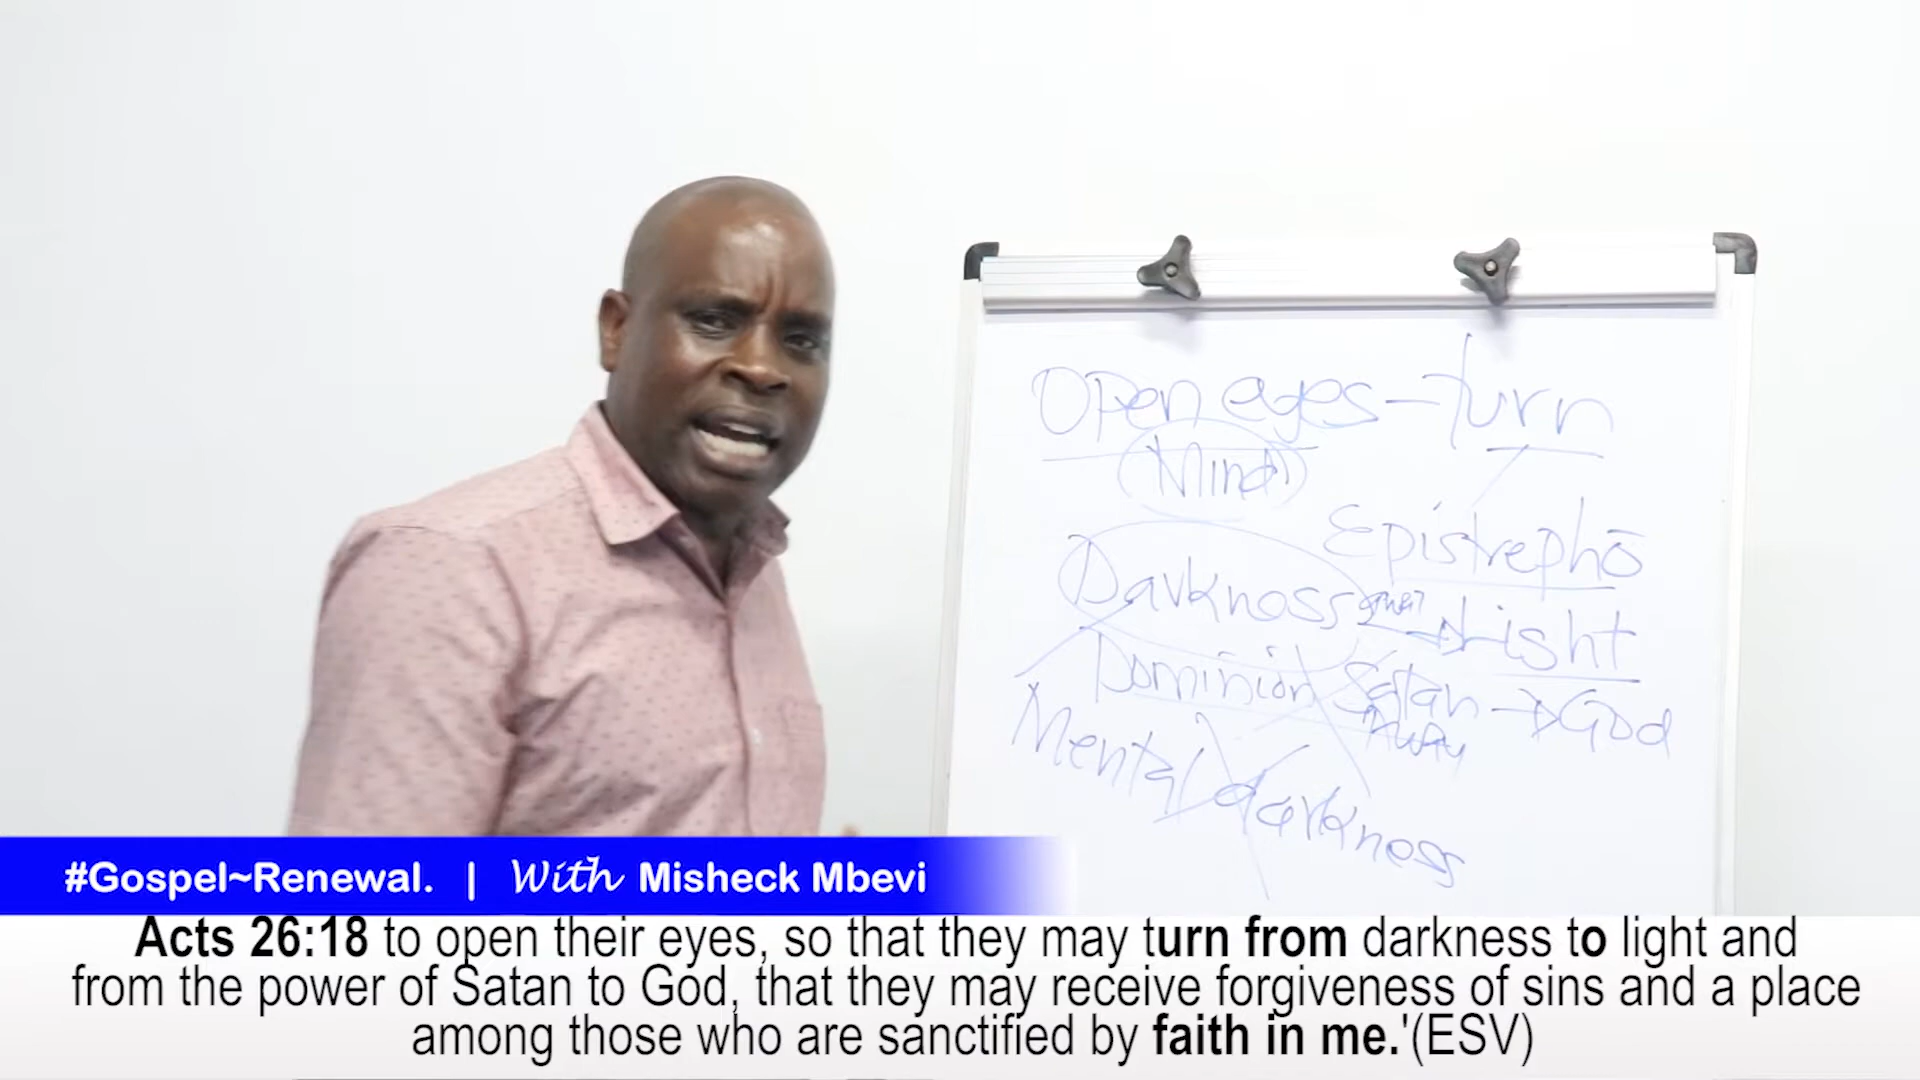 Open eyes - turn
(Mind)
Epistrephō
Darkness Light
Dominion Satan → God
Away
Mental darkness
#Gospel~Renewal. | With Misheck Mbevi
Acts 26:18 to open their eyes, so that they may turn from darkness to light and
from the power of Satan to God, that they may receive forgiveness of sins and a place
among those who are sanctified by faith in me.'(ESV)